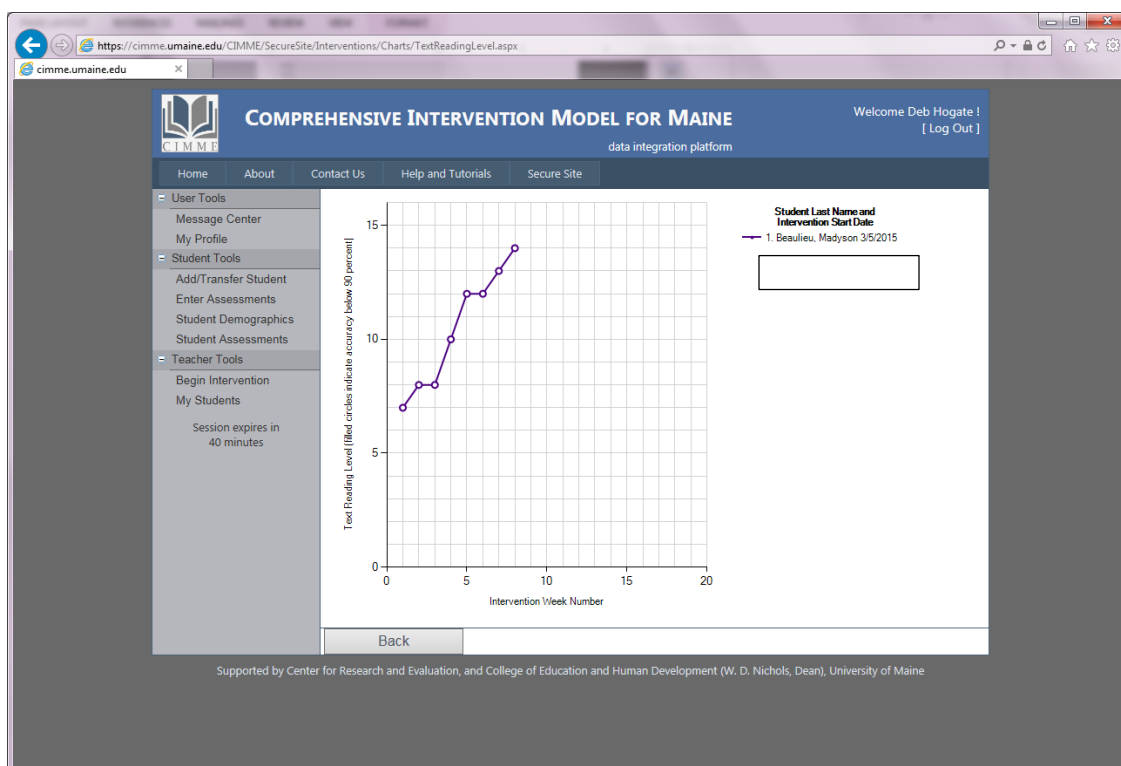 https://cimme.umaine.edu/CIMME/SecureSite/Interventions/Charts/TextReadingLevel.aspx
cimme.umaine.edu
CIMME
COMPREHENSIVE INTERVENTION MODEL FOR MAINE
data integration platform
Welcome Deb Hogate !
[ Log Out ]
Home About Contact Us Help and Tutorials Secure Site
User Tools
Message Center
My Profile
Student Tools
Add/Transfer Student
Enter Assessments
Student Demographics
Student Assessments
Teacher Tools
Begin Intervention
My Students
Session expires in
40 minutes
Text Reading Level (filled circles indicate accuracy below 90 percent)
15
10
5
0
0 5 10 15 20
Intervention Week Number
Student Last Name and
Intervention Start Date
1. Beaulieu, Madyson 3/5/2015
Back
Supported by Center for Research and Evaluation, and College of Education and Human Development (W. D. Nichols, Dean), University of Maine